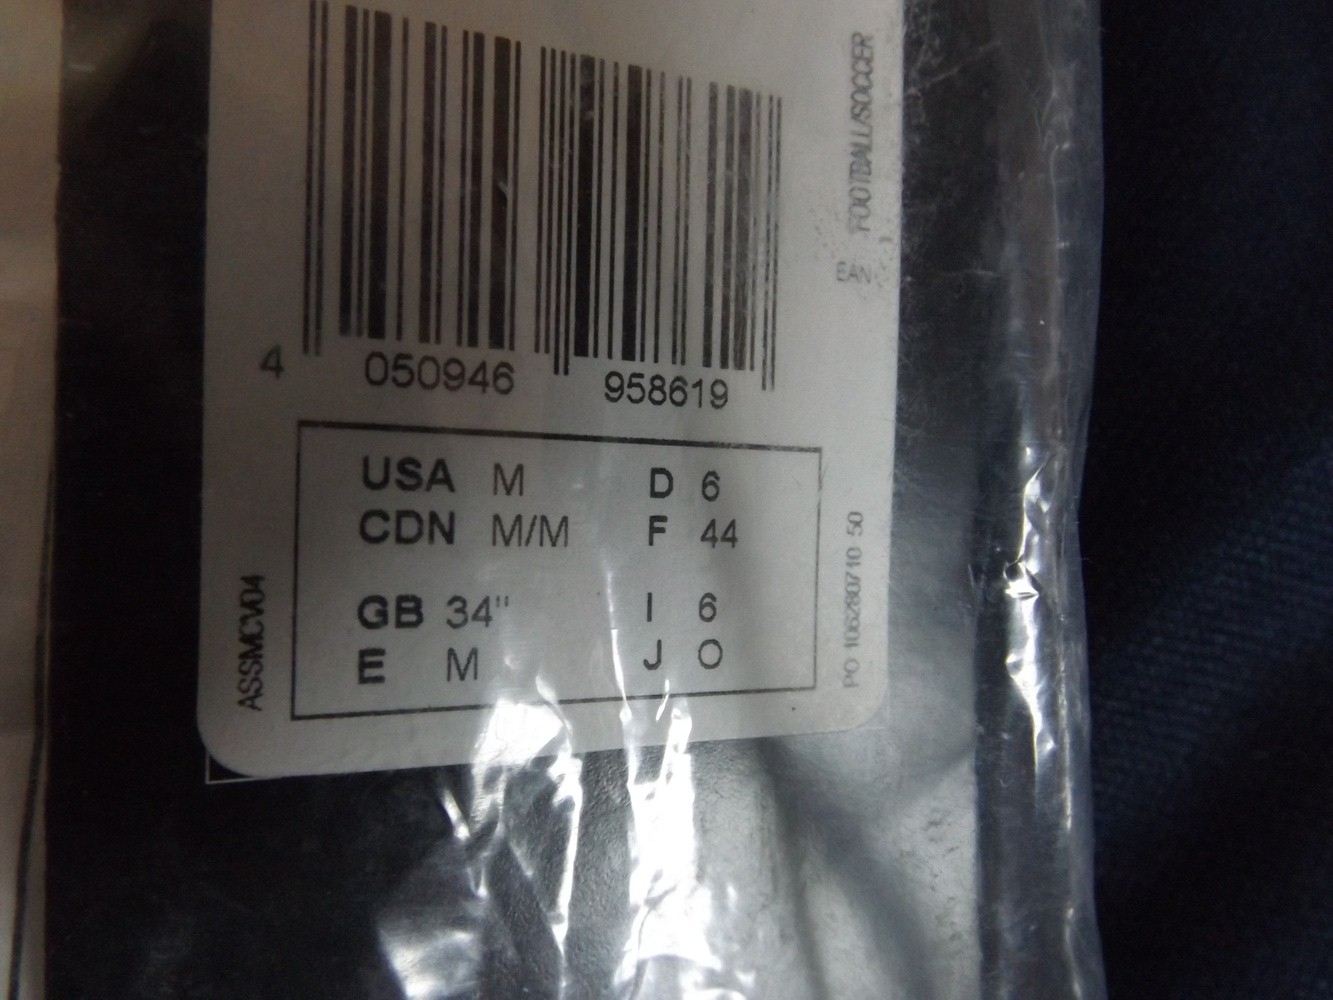 FOOTBALL/SOCCER
EAN
4 050946 958619
USA M D 6
CDN M/M F 44
GB 34" I 6
E M J O
ASSMCV04
PO 106280710 50